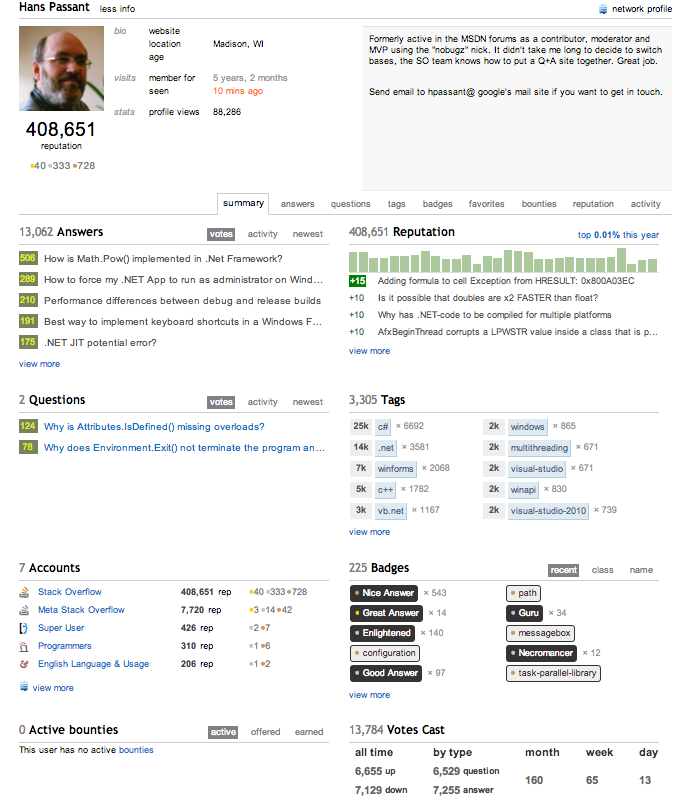 Hans Passant less info
network profile
bio website
location Madison, WI
age
visits member for 5 years, 2 months
seen 10 mins ago
stats profile views 88,286
408,651
reputation
40 333 728
Formerly active in the MSDN forums as a contributor, moderator and
MVP using the "nobugz" nick. It didn't take me long to decide to switch
bases, the SO team knows how to put a Q+A site together. Great job.
Send email to hpassant@ google's mail site if you want to get in touch.
summary answers questions tags badges favorites bounties reputation activity
13,062 Answers votes activity newest
506 How is Math.Pow() implemented in .Net Framework?
289 How to force my .NET App to run as administrator on Wind...
210 Performance differences between debug and release builds
191 Best way to implement keyboard shortcuts in a Windows F...
175 .NET JIT potential error?
view more
408,651 Reputation top 0.01% this year
+15 Adding formula to cell Exception from HRESULT: 0x800A03EC
+10 Is it possible that doubles are x2 FASTER than float?
+10 Why has .NET-code to be compiled for multiple platforms
+10 AfxBeginThread corrupts a LPWSTR value inside a class that is p...
view more
2 Questions votes activity newest
124 Why is Attributes.IsDefined() missing overloads?
78 Why does Environment.Exit() not terminate the program an...
3,305 Tags
25k c# × 6692 2k windows × 865
14k .net × 3581 2k multithreading × 671
7k winforms × 2068 2k visual-studio × 671
5k c++ × 1782 2k winapi × 830
3k vb.net × 1167 2k visual-studio-2010 × 739
view more
7 Accounts
Stack Overflow 408,651 rep 40 333 728
Meta Stack Overflow 7,720 rep 3 14 42
Super User 426 rep 2 7
Programmers 310 rep 1 6
English Language & Usage 206 rep 1 2
view more
225 Badges recent class name
Nice Answer × 543 path
Great Answer × 14 Guru × 34
Enlightened × 140 messagebox
configuration Necromancer × 12
Good Answer × 97 task-parallel-library
view more
0 Active bounties active offered earned
This user has no active bounties
13,784 Votes Cast
all time by type month week day
6,655 up 6,529 question 160 65 13
7,129 down 7,255 answer